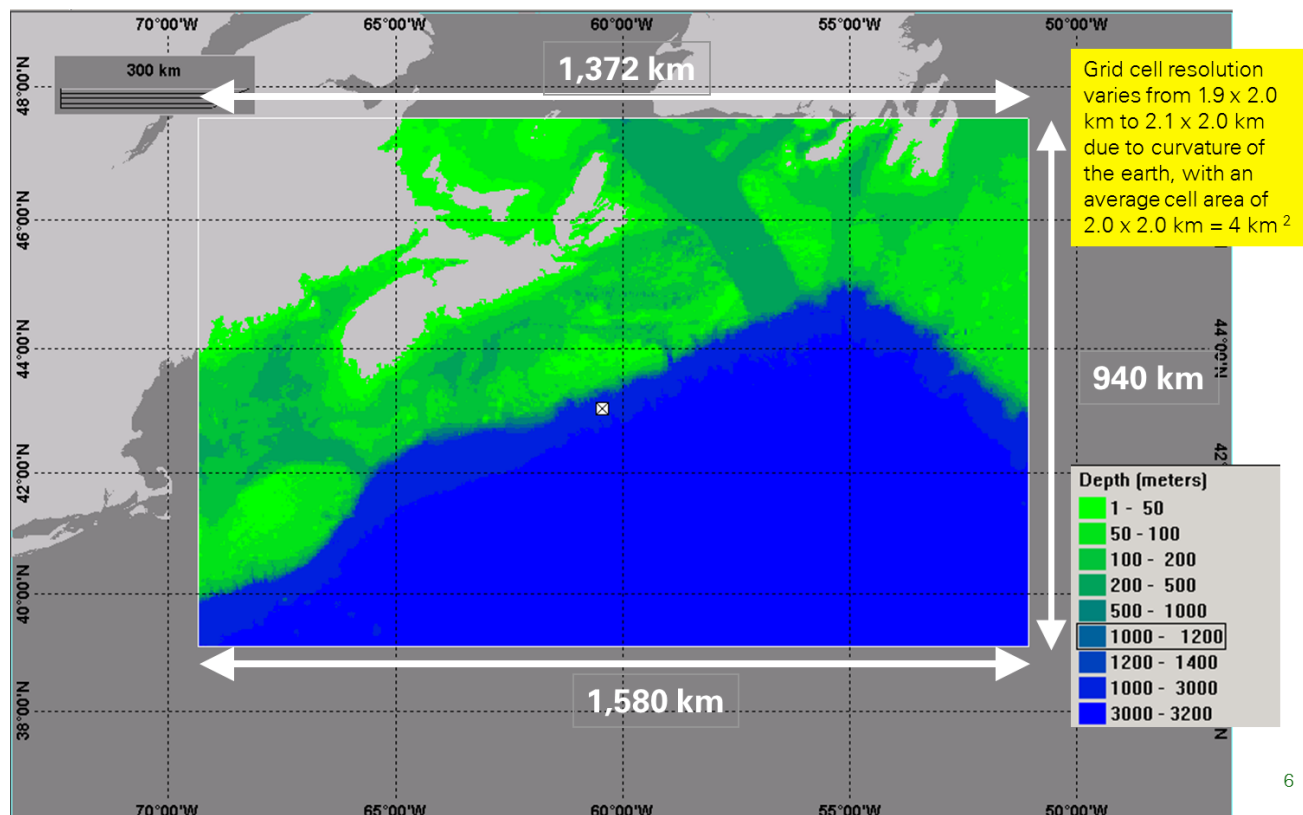 70°00'W 65°00'W 60°00'W 55°00'W 50°00'W
300 km
1,372 km
48°00'N
46°00'N
44°00'N
42°00'N
40°00'N
38°00'N
Grid cell resolution
varies from 1.9 x 2.0
km to 2.1 x 2.0 km
due to curvature of
the earth, with an
average cell area of
2.0 x 2.0 km = 4 km 2
44°00'N
940 km
42°
Depth (meters)
1 - 50
50 - 100
100 - 200
200 - 500
500 - 1000
1000 - 1200
1200 - 1400
1000 - 3000
3000 - 3200
N
1,580 km
6
70°00'W 65°00'W 60°00'W 55°00'W 50°00'W